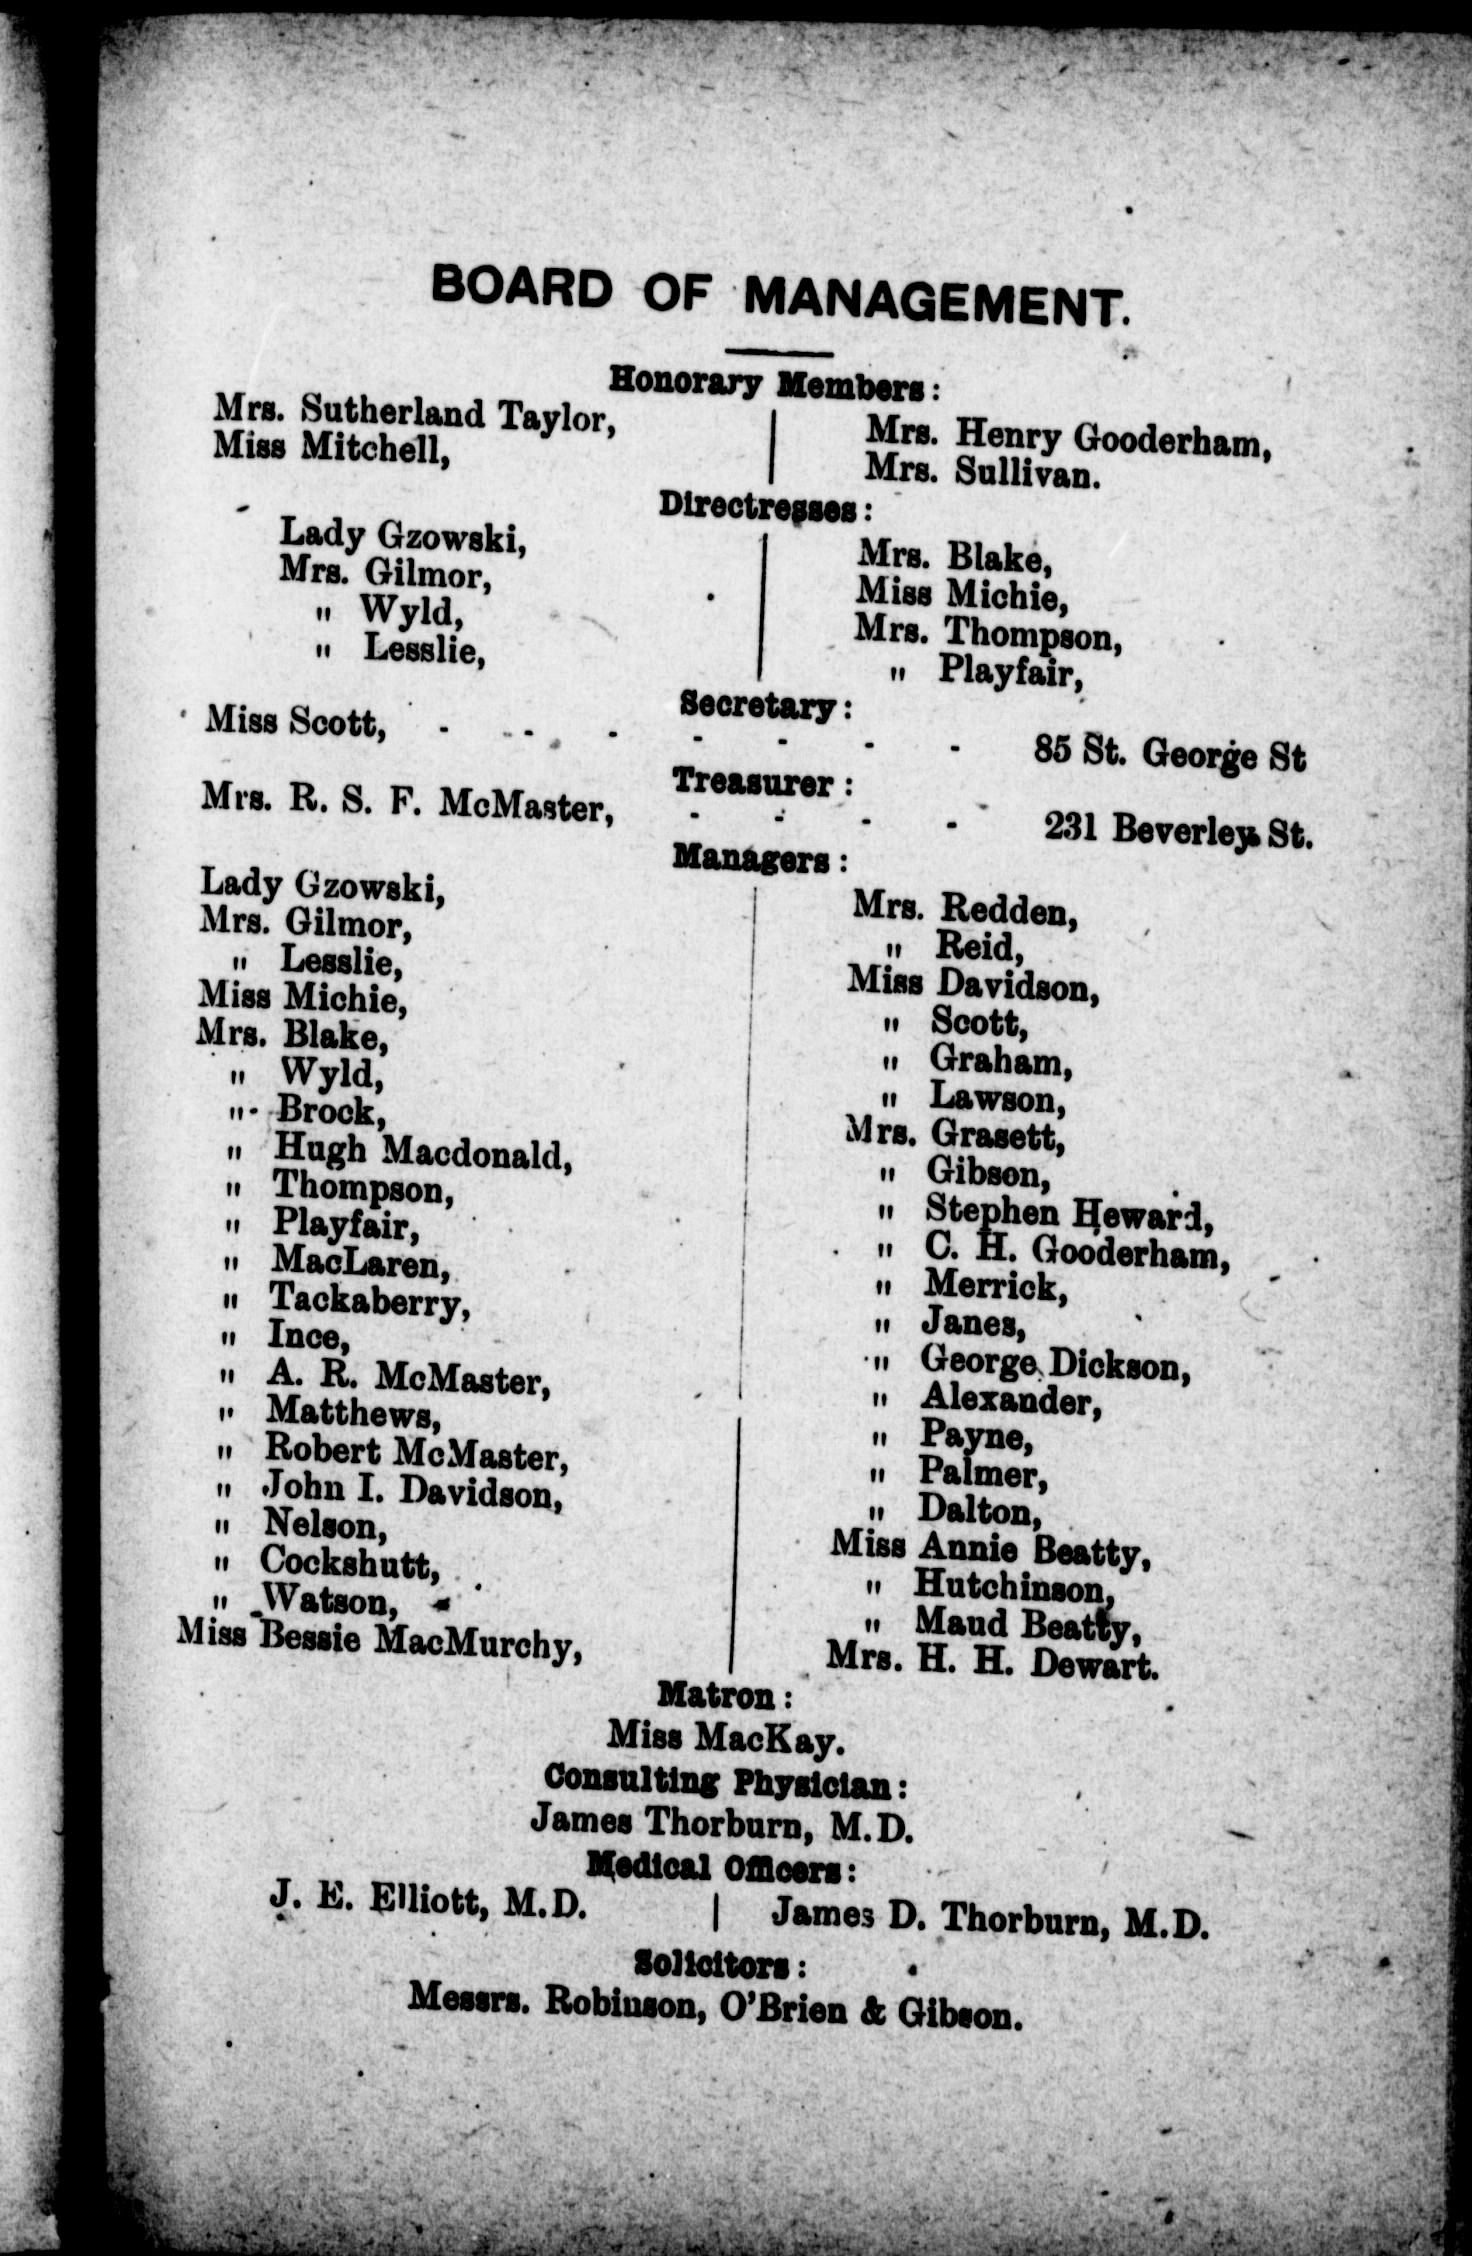 BOARD OF MANAGEMENT.
Honorary Members:
Mrs. Sutherland Taylor,
Miss Mitchell,
Mrs. Henry Gooderham,
Mrs. Sullivan.
Directresses:
Lady Gzowski,
Mrs. Gilmor,
" Wyld,
" Lesslie,
Mrs. Blake,
Miss Michie,
Mrs. Thompson,
" Playfair,
Secretary:
Miss Scott, - - - - - - - - 85 St. George St
Treasurer:
Mrs. R. S. F. McMaster, - - - - 231 Beverley St.
Managers:
Lady Gzowski,
Mrs. Gilmor,
" Lesslie,
Miss Michie,
Mrs. Blake,
" Wyld,
" Brock,
" Hugh Macdonald,
" Thompson,
" Playfair,
" MacLaren,
" Tackaberry,
" Ince,
" A. R. McMaster,
" Matthews,
" Robert McMaster,
" John I. Davidson,
" Nelson,
" Cockshutt,
" Watson,
Miss Bessie MacMurchy,
Mrs. Redden,
" Reid,
Miss Davidson,
" Scott,
" Graham,
" Lawson,
Mrs. Grasett,
" Gibson,
" Stephen Heward,
" C. H. Gooderham,
" Merrick,
" Janes,
" George Dickson,
" Alexander,
" Payne,
" Palmer,
" Dalton,
Miss Annie Beatty,
" Hutchinson,
" Maud Beatty,
Mrs. H. H. Dewart.
Matron:
Miss MacKay.
Consulting Physician:
James Thorburn, M.D.
Medical Officers:
J. E. Elliott, M.D. | James D. Thorburn, M.D.
Solicitors:
Messrs. Robinson, O'Brien & Gibson.